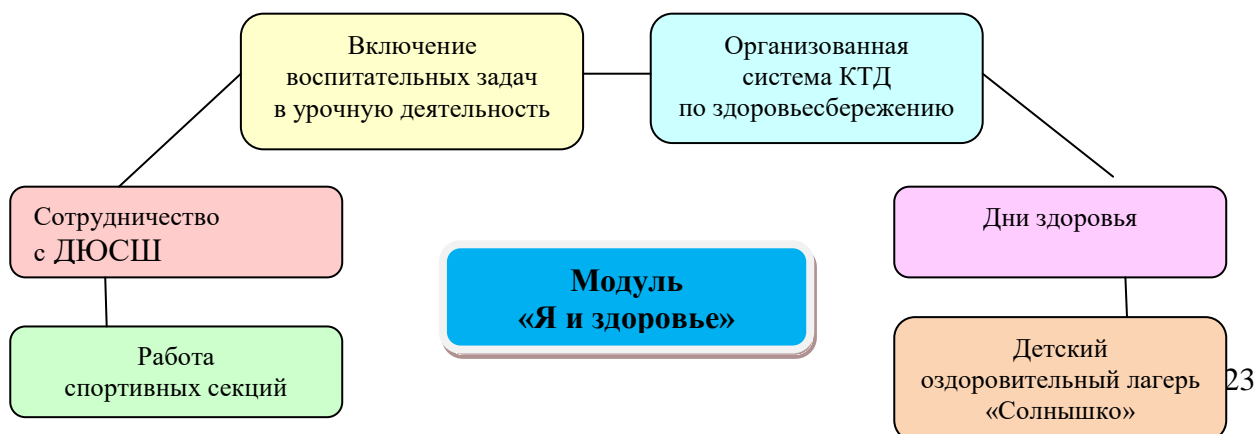 Включение
воспитательных задач
в урочную деятельность
Организованная
система КТД
по здоровьесбережению
Сотрудничество
с ДЮСШ
Дни здоровья
Модуль
«Я и здоровье»
Работа
спортивных секций
Детский
оздоровительный лагерь
«Солнышко»
23